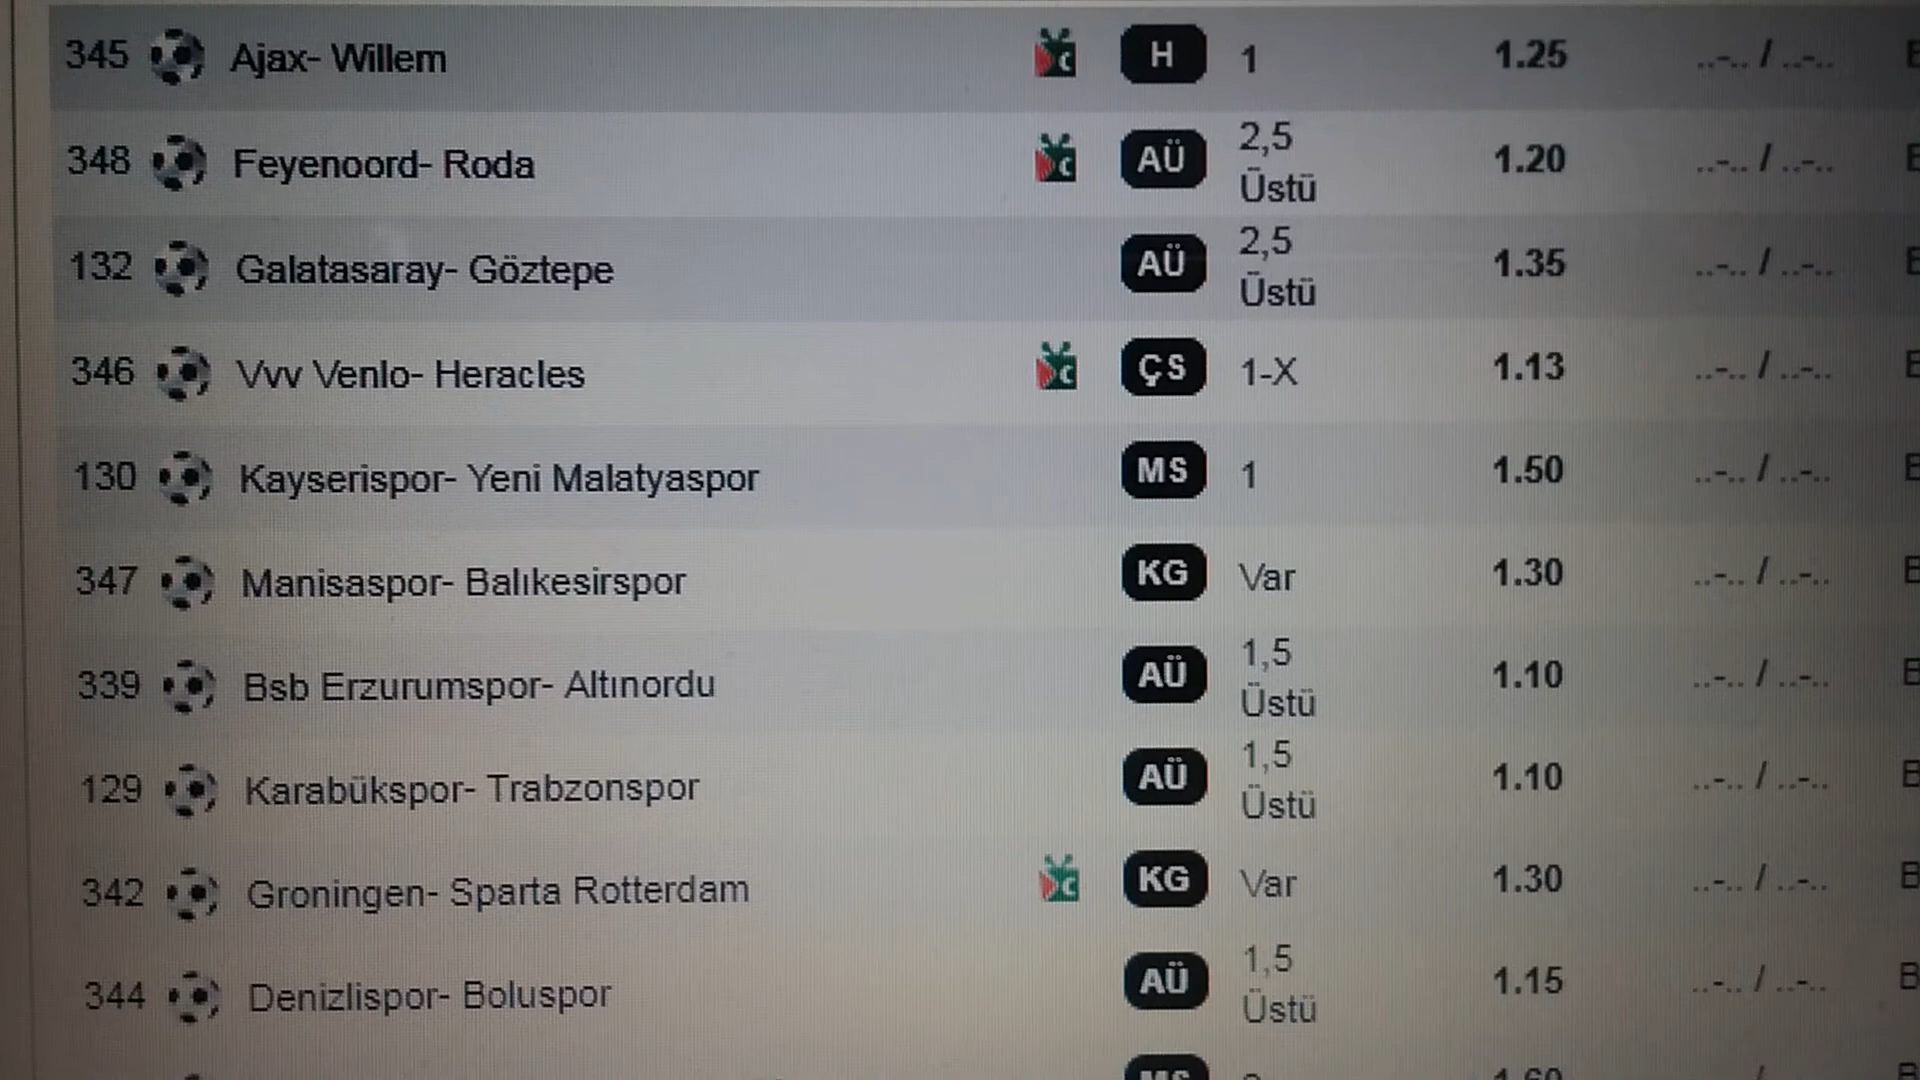 345 Ajax- Willem H 1 1.25 ..-.. / ..-..
348 Feyenoord- Roda AÜ 2,5 Üstü 1.20 ..-.. / ..-..
132 Galatasaray- Göztepe AÜ 2,5 Üstü 1.35 ..-.. / ..-..
346 Vvv Venlo- Heracles ÇS 1-X 1.13 ..-.. / ..-..
130 Kayserispor- Yeni Malatyaspor MS 1 1.50 ..-.. / ..-..
347 Manisaspor- Balıkesirspor KG Var 1.30 ..-.. / ..-..
339 Bsb Erzurumspor- Altınordu AÜ 1,5 Üstü 1.10 ..-.. / ..-..
129 Karabükspor- Trabzonspor AÜ 1,5 Üstü 1.10 ..-.. / ..-..
342 Groningen- Sparta Rotterdam KG Var 1.30 ..-.. / ..-..
344 Denizlispor- Boluspor AÜ 1,5 Üstü 1.15 ..-.. / ..-..
MS 1.60